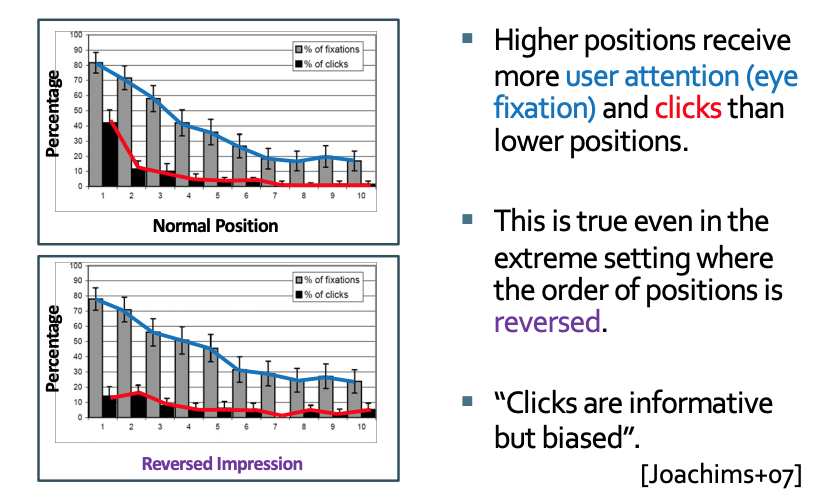 100
90
80
70
60
50
40
30
20
10
0
Percentage
% of fixations
% of clicks
1 2 3 4 5 6 7 8 9 10
Normal Position
100
90
80
70
60
50
40
30
20
10
0
Percentage
% of fixations
% of clicks
1 2 3 4 5 6 7 8 9 10
Reversed Impression
Higher positions receive
more user attention (eye
fixation) and clicks than
lower positions.
This is true even in the
extreme setting where
the order of positions is
reversed.
“Clicks are informative
but biased”.
[Joachims+07]